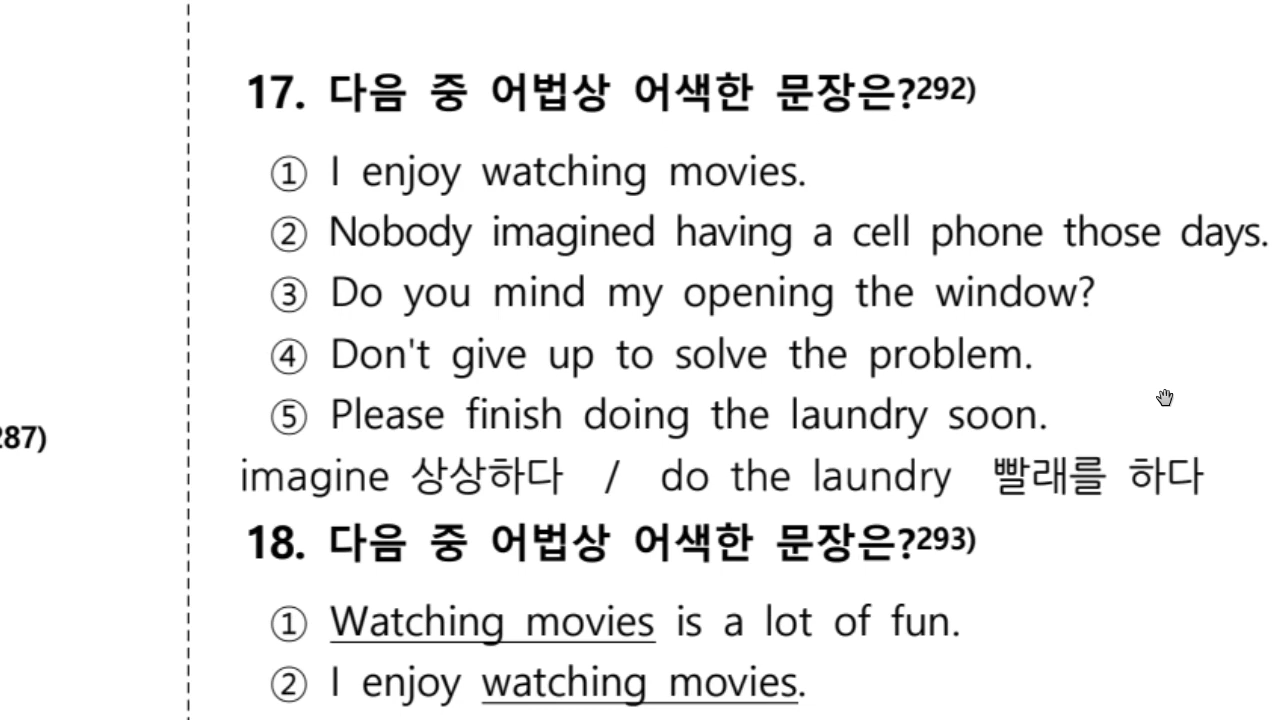 17. 다음 중 어법상 어색한 문장은?292)
① I enjoy watching movies.
② Nobody imagined having a cell phone those days.
③ Do you mind my opening the window?
④ Don't give up to solve the problem.
⑤ Please finish doing the laundry soon.
287)
imagine 상상하다 / do the laundry 빨래를 하다
18. 다음 중 어법상 어색한 문장은?293)
① Watching movies is a lot of fun.
② I enjoy watching movies.